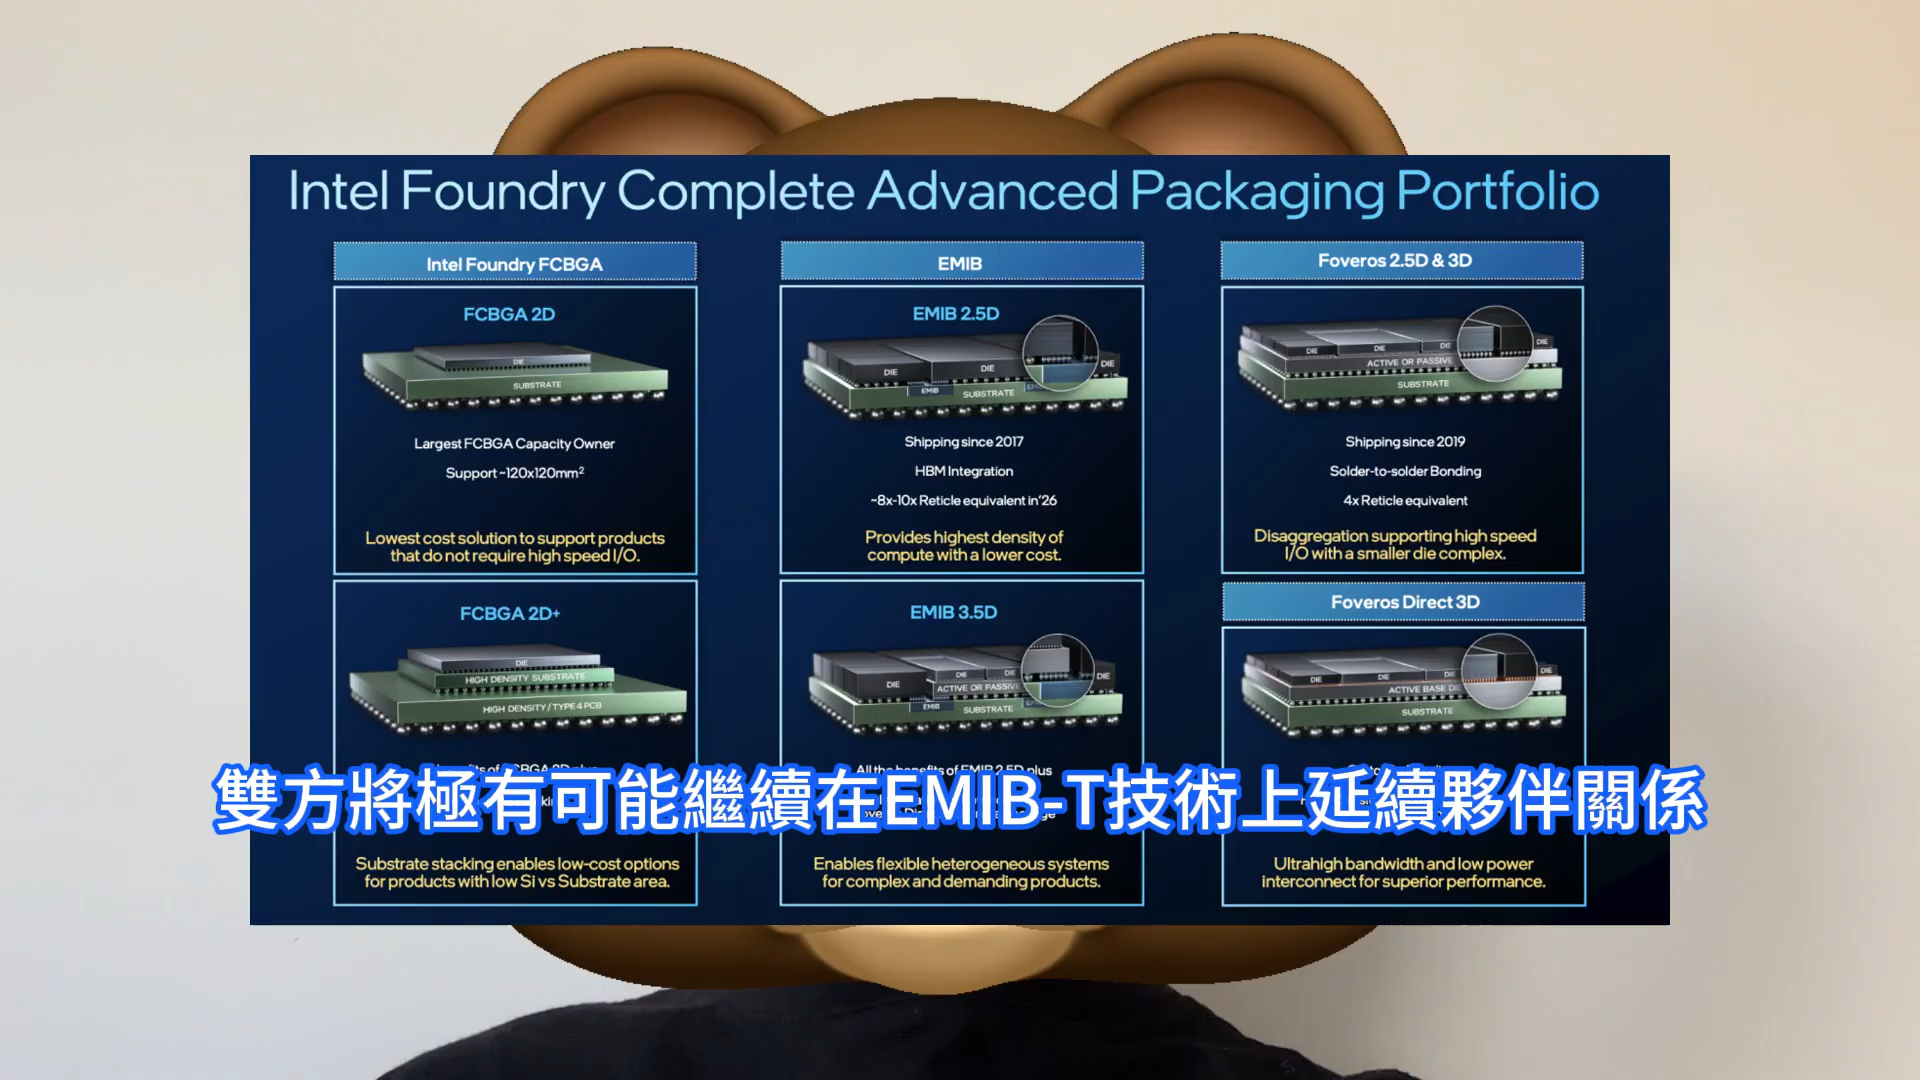 Intel Foundry Complete Advanced Packaging Portfolio
Intel Foundry FCBGA
FCBGA 2D
DIE
SUBSTRATE
Largest FCBGA Capacity Owner
Support ~120x120mm²
Lowest cost solution to support products
that do not require high speed I/O.
FCBGA 2D+
DIE
HIGH DENSITY SUBSTRATE
HIGH DENSITY / TYPE 4 PCB
Substrate stacking enables low-cost options
for products with low Si vs Substrate area.
EMIB
EMIB 2.5D
DIE
DIE
DIE
EMIB
SUBSTRATE
Shipping since 2017
HBM Integration
~8x-10x Reticle equivalent in'26
Provides highest density of
compute with a lower cost.
EMIB 3.5D
DIE
DIE
DIE
DIE
ACTIVE OR PASSIVE
EMIB
SUBSTRATE
All the benefits of EMIB 2.5D plus
Enables flexible heterogeneous systems
for complex and demanding products.
Foveros 2.5D & 3D
DIE
DIE
DIE
DIE
ACTIVE OR PASSIVE
SUBSTRATE
Shipping since 2019
Solder-to-solder Bonding
4x Reticle equivalent
Disaggregation supporting high speed
I/O with a smaller die complex.
Foveros Direct 3D
DIE
DIE
DIE
DIE
ACTIVE BASE
SUBSTRATE
Ultrahigh bandwidth and low power
interconnect for superior performance.
雙方將極有可能繼續在EMIB-T技術上延續夥伴關係